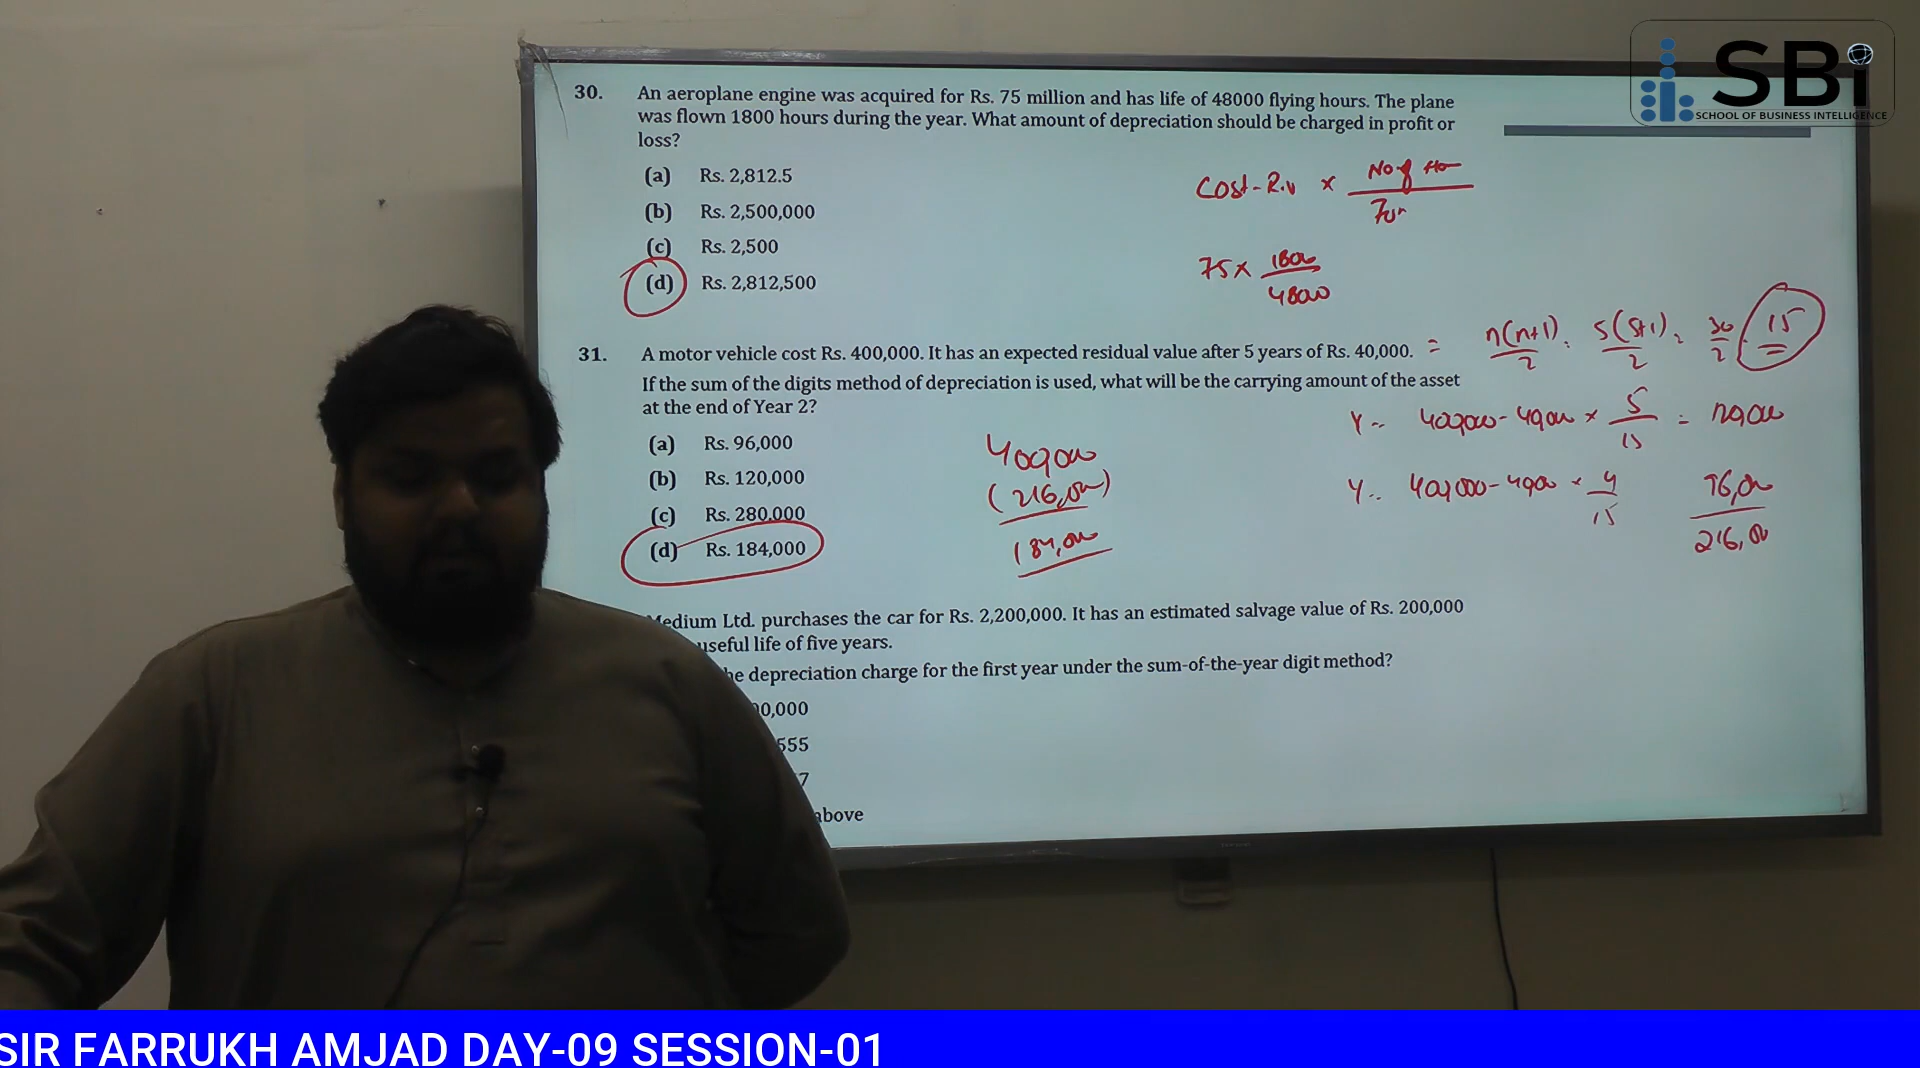 SBi
SCHOOL OF BUSINESS INTELLIGENCE
30. An aeroplane engine was acquired for Rs. 75 million and has life of 48000 flying hours. The plane
was flown 1800 hours during the year. What amount of depreciation should be charged in profit or
loss?
(a) Rs. 2,812.5
(b) Rs. 2,500,000
(c) Rs. 2,500
(d) Rs. 2,812,500
Cost - R.v × No of
75 × 1800
48000
31. A motor vehicle cost Rs. 400,000. It has an expected residual value after 5 years of Rs. 40,000.
If the sum of the digits method of depreciation is used, what will be the carrying amount of the asset
at the end of Year 2?
(a) Rs. 96,000
(b) Rs. 120,000
(c) Rs. 280,000
(d) Rs. 184,000
= n(n+1) 5(5+1) 30 15
2 2 2
5
15
4
15
96,000
216,000
(216,000)
184,000
Medium Ltd. purchases the car for Rs. 2,200,000. It has an estimated salvage value of Rs. 200,000
useful life of five years.
he depreciation charge for the first year under the sum-of-the-year digit method?
00,000
555
7
above
SIR FARRUKH AMJAD DAY-09 SESSION-01